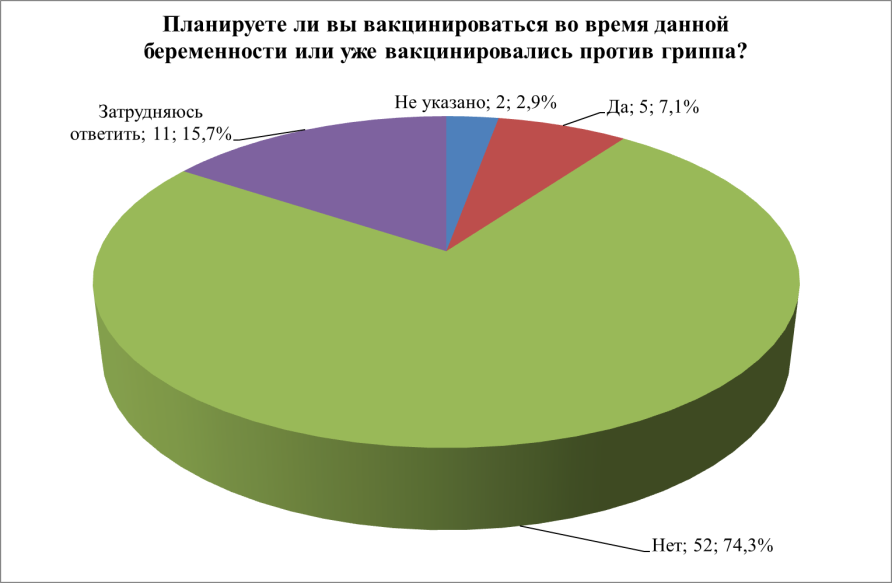 Планируете ли вы вакцинироваться во время данной
беременности или уже вакцинировались против гриппа?
Не указано; 2; 2,9%
Да; 5; 7,1%
Затрудняюсь
ответить; 11; 15,7%
Нет; 52; 74,3%